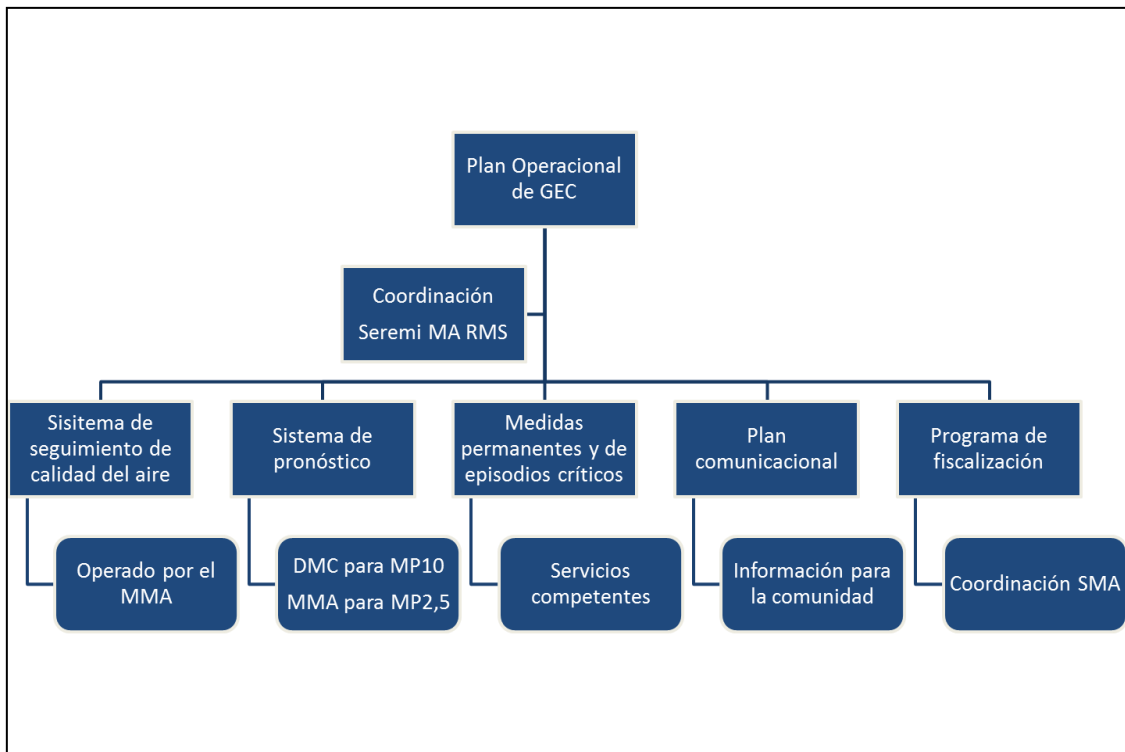 Plan Operacional
de GEC
Coordinación
Seremi MA RMS
Sisitema de
seguimiento de
calidad del aire
Sistema de
pronóstico
Medidas
permanentes y de
episodios críticos
Plan
comunicacional
Programa de
fiscalización
Operado por el
MMA
DMC para MP10
MMA para MP2,5
Servicios
competentes
Información para
la comunidad
Coordinación SMA